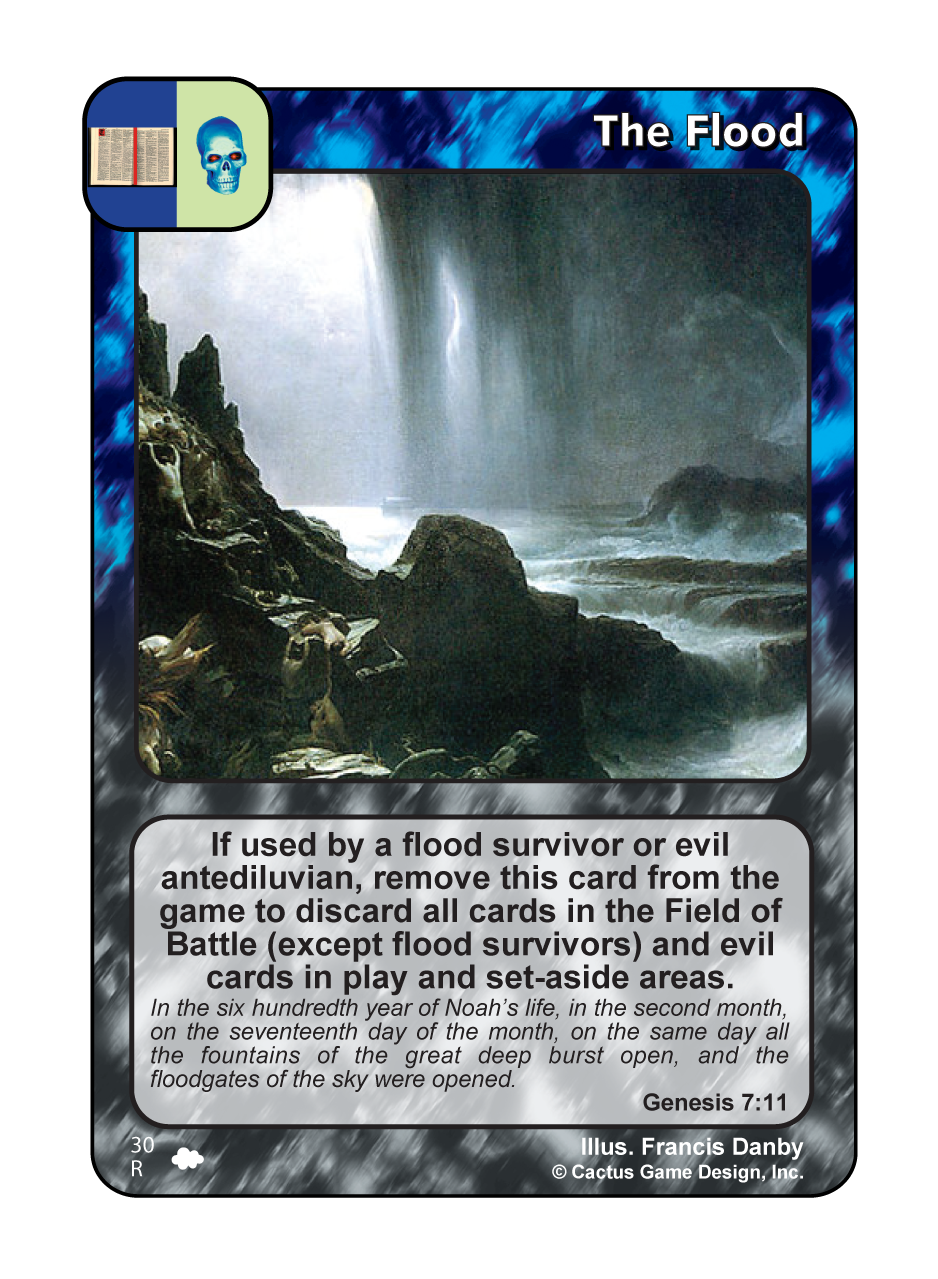 The Flood
If used by a flood survivor or evil
antediluvian, remove this card from the
game to discard all cards in the Field of
Battle (except flood survivors) and evil
cards in play and set-aside areas.
In the six hundredth year of Noah's life, in the second month,
on the seventeenth day of the month, on the same day all
the fountains of the great deep burst open, and the
floodgates of the sky were opened.
Genesis 7:11
30
R
Illus. Francis Danby
© Cactus Game Design, Inc.